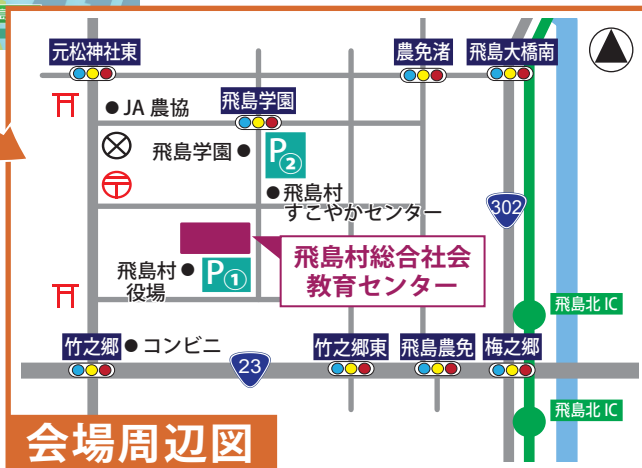 島
元松神社東
農免渚
飛島大橋南
● JA 農協
飛島学園
飛島学園 ●
P②
● 飛島村
すこやかセンター
302
飛島村総合社会
教育センター
飛島村 ●
役場
P①
飛島北 IC
竹之郷
● コンビニ
23
竹之郷東
飛島農免
梅之郷
飛島北 IC
会場周辺図